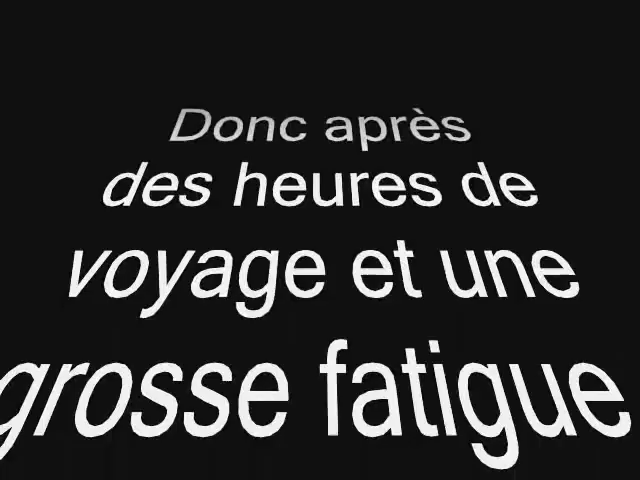 Donc après
des heures de
voyage et une
grosse fatigue